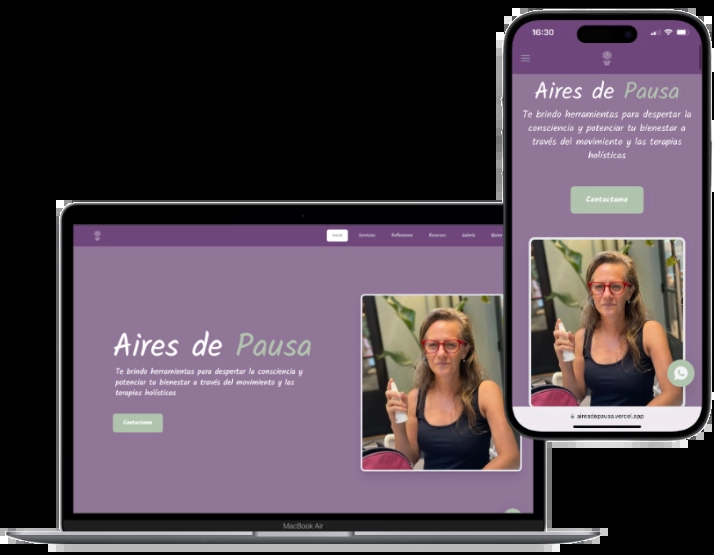 Inicio
Servicios
Reflexiones
Recursos
Galería
Aires de Pausa
Te brindo herramientas para despertar la consciencia y
potenciar tu bienestar a través del movimiento y las
terapias holísticas
Contactame
MacBook Air
16:30
Aires de Pausa
Te brindo herramientas para despertar la
consciencia y potenciar tu bienestar a
través del movimiento y las terapias
holísticas
Contactame
airesdepausa.vercel.app